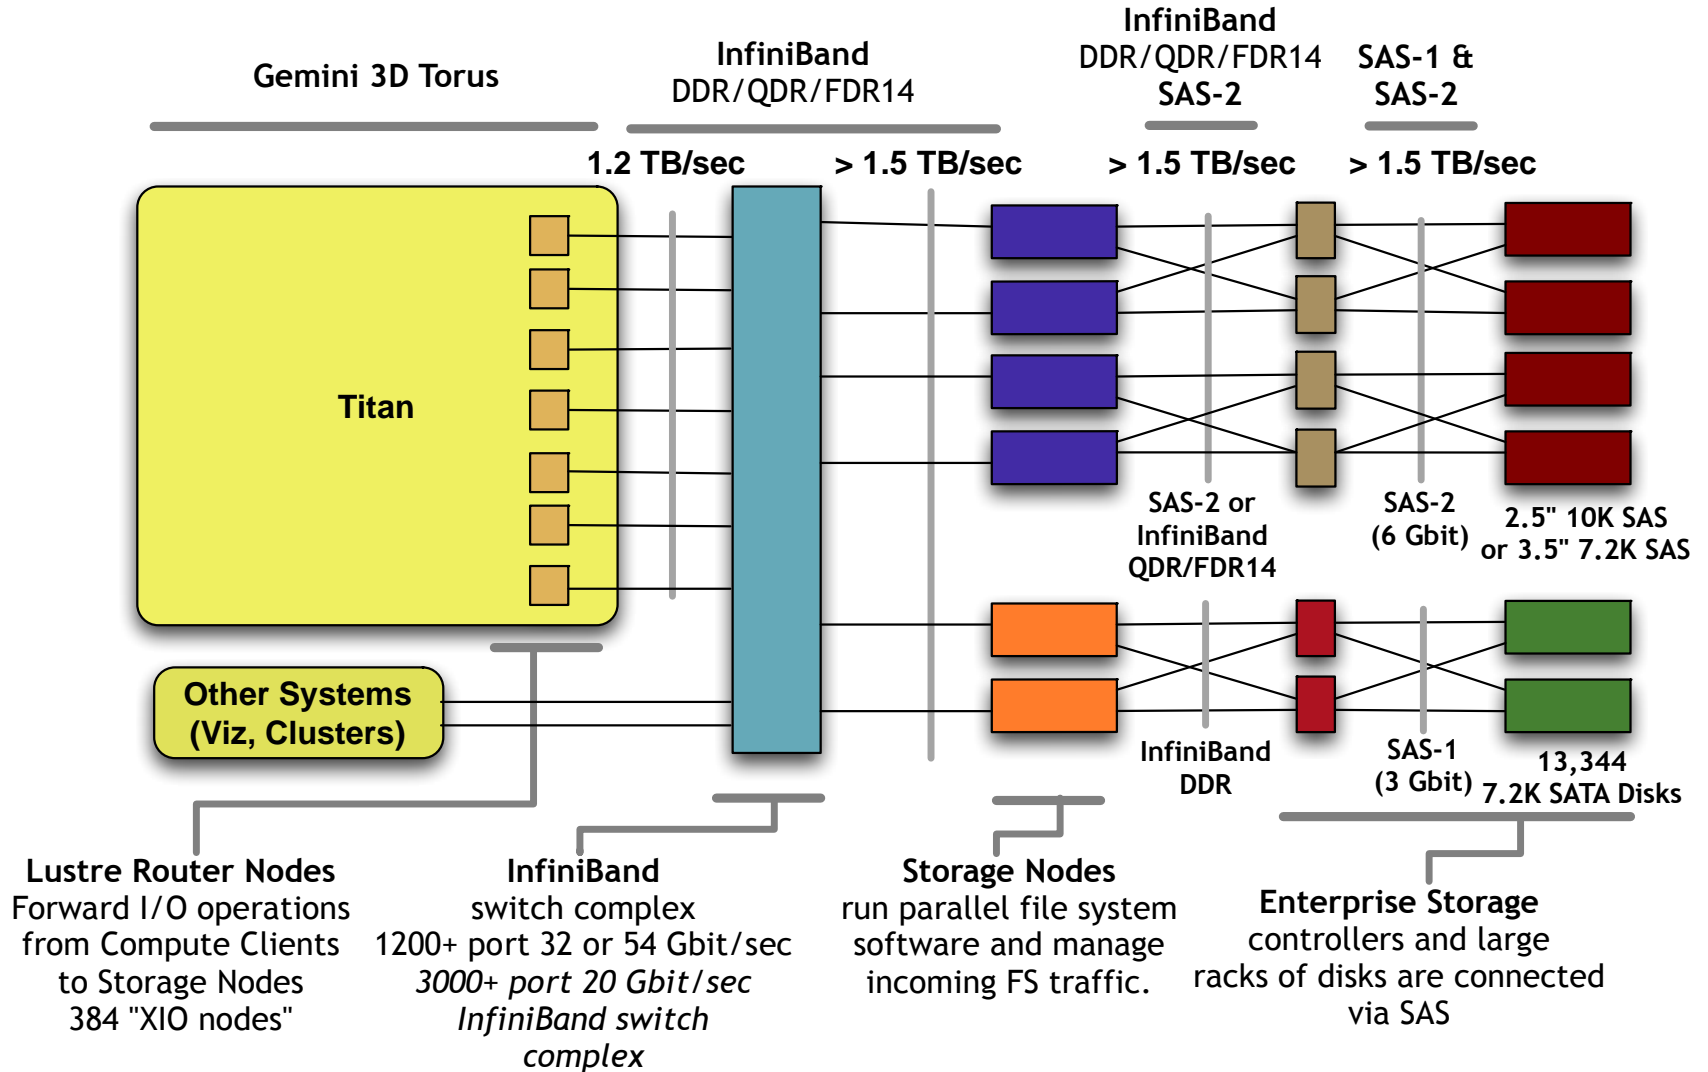 Gemini 3D Torus
InfiniBand
DDR/QDR/FDR14
InfiniBand
DDR/QDR/FDR14
SAS-2
SAS-1 &
SAS-2
1.2 TB/sec
> 1.5 TB/sec
> 1.5 TB/sec
> 1.5 TB/sec
Titan
SAS-2 or
InfiniBand
QDR/FDR14
SAS-2
(6 Gbit)
2.5" 10K SAS
or 3.5" 7.2K SAS
Other Systems
(Viz, Clusters)
InfiniBand
DDR
SAS-1
(3 Gbit)
13,344
7.2K SATA Disks
Lustre Router Nodes
Forward I/O operations
from Compute Clients
to Storage Nodes
384 "XIO nodes"
InfiniBand
switch complex
1200+ port 32 or 54 Gbit/sec
3000+ port 20 Gbit/sec
InfiniBand switch
complex
Storage Nodes
run parallel file system
software and manage
incoming FS traffic.
Enterprise Storage
controllers and large
racks of disks are connected
via SAS